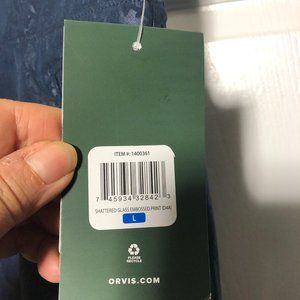 ITEM #: 1400361
7 45934 32842 3
SHATTERED GLASS EMBOSSED PRINT (D4A)
L
PLEASE
RECYCLE
ORVIS.COM